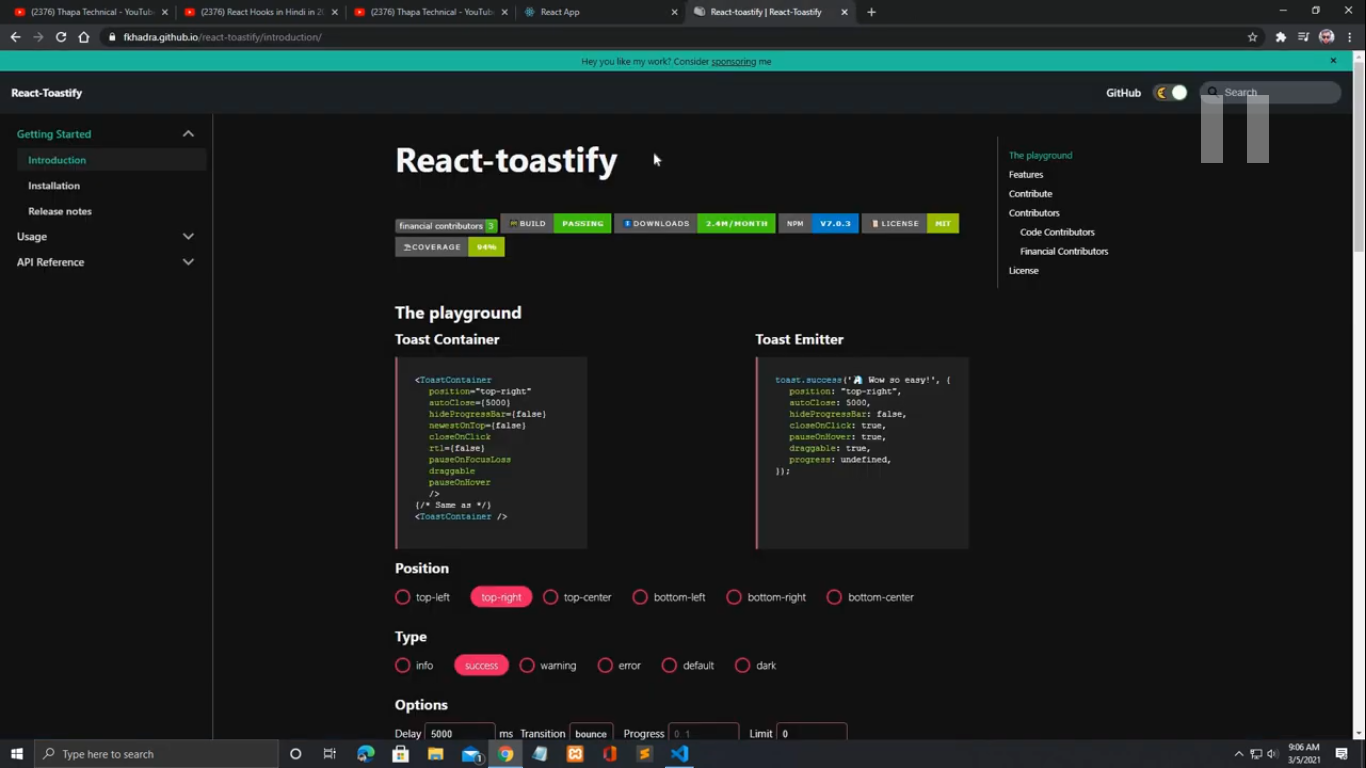 (2376) Thapa Technical - YouTube
(2376) React Hooks in Hindi in 20
(2376) Thapa Technical - YouTube
React App
React-toastify | React-Toastify
fkhadra.github.io/react-toastify/introduction/
Hey you like my work? Consider sponsoring me
React-Toastify
GitHub
Search
Getting Started
Introduction
Installation
Release notes
Usage
API Reference
React-toastify
financial contributors 3
BUILD PASSING
DOWNLOADS 2.4M/MONTH
NPM V7.0.3
LICENSE MIT
COVERAGE 94%
The playground
Features
Contribute
Contributors
Code Contributors
Financial Contributors
License
The playground
Toast Container
<ToastContainer
position="top-right"
autoClose={5000}
hideProgressBar={false}
newestOnTop={false}
closeOnClick
rtl={false}
pauseOnFocusLoss
draggable
pauseOnHover
/>
{/* Same as */}
<ToastContainer />
Toast Emitter
toast.success('🦄 Wow so easy!', {
position: "top-right",
autoClose: 5000,
hideProgressBar: false,
closeOnClick: true,
pauseOnHover: true,
draggable: true,
progress: undefined,
});
Position
top-left top-right top-center bottom-left bottom-right bottom-center
Type
info success warning error default dark
Options
Delay 5000 ms Transition bounce Progress 0.1 Limit 0
Type here to search
1
9:06 AM
3/5/2021